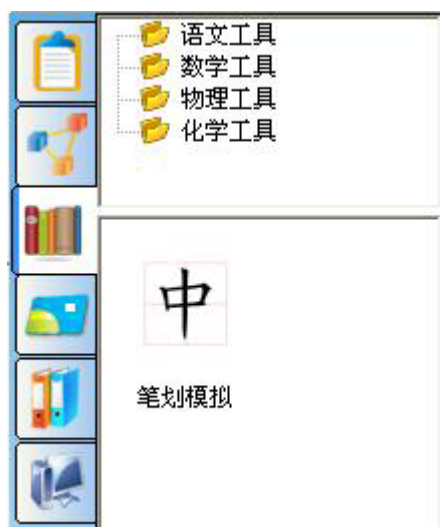 语文工具
数学工具
物理工具
化学工具
中
笔划模拟